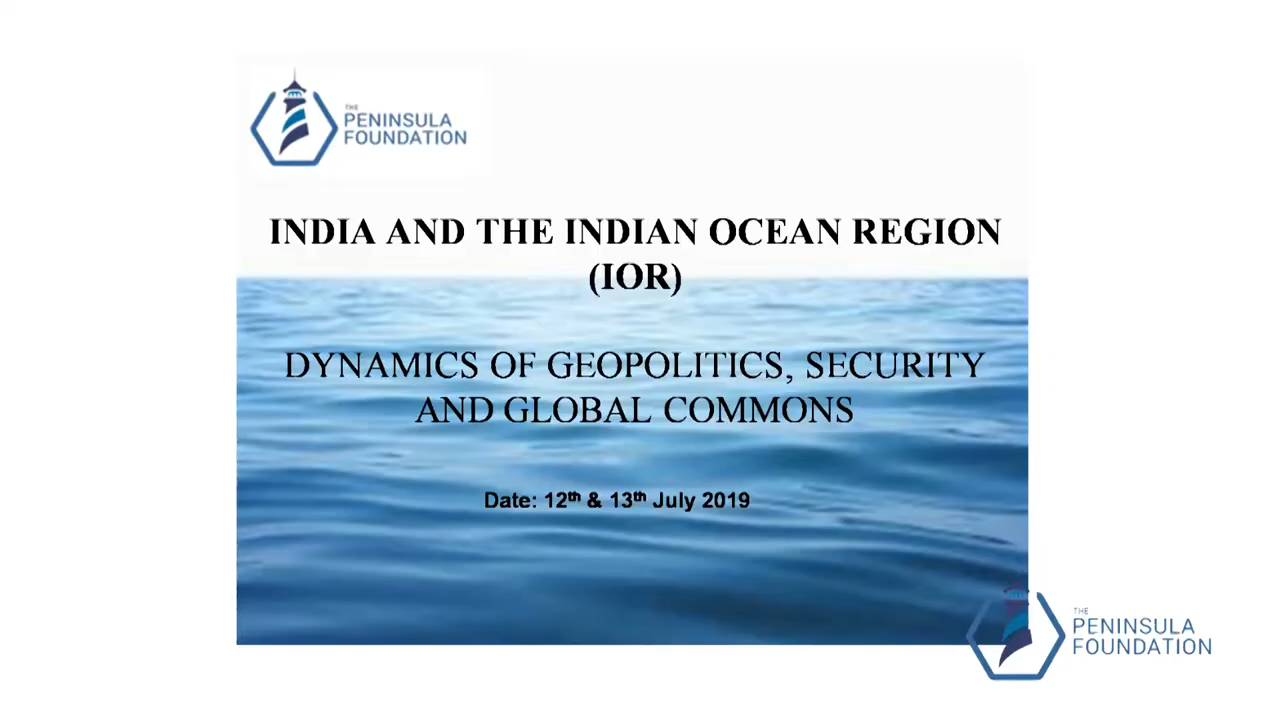 THE
PENINSULA
FOUNDATION
INDIA AND THE INDIAN OCEAN REGION
(IOR)
DYNAMICS OF GEOPOLITICS, SECURITY
AND GLOBAL COMMONS
Date: 12th & 13th July 2019
THE
PENINSULA
FOUNDATION